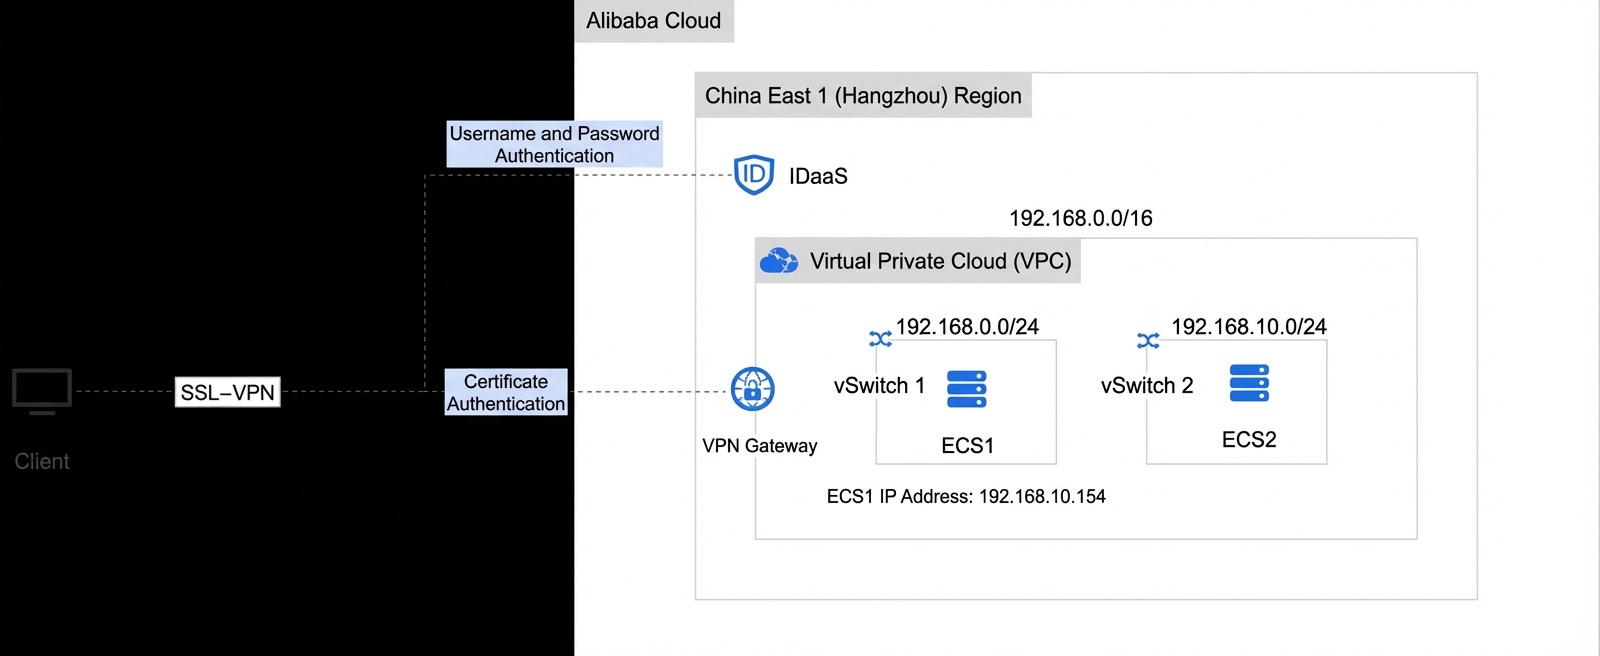 Alibaba Cloud
China East 1 (Hangzhou) Region
Username and Password
Authentication
ID
IDaaS
192.168.0.0/16
Virtual Private Cloud (VPC)
192.168.0.0/24
192.168.10.0/24
SSL–VPN
Certificate
Authentication
vSwitch 1
vSwitch 2
VPN Gateway
ECS1
ECS2
Client
ECS1 IP Address: 192.168.10.154